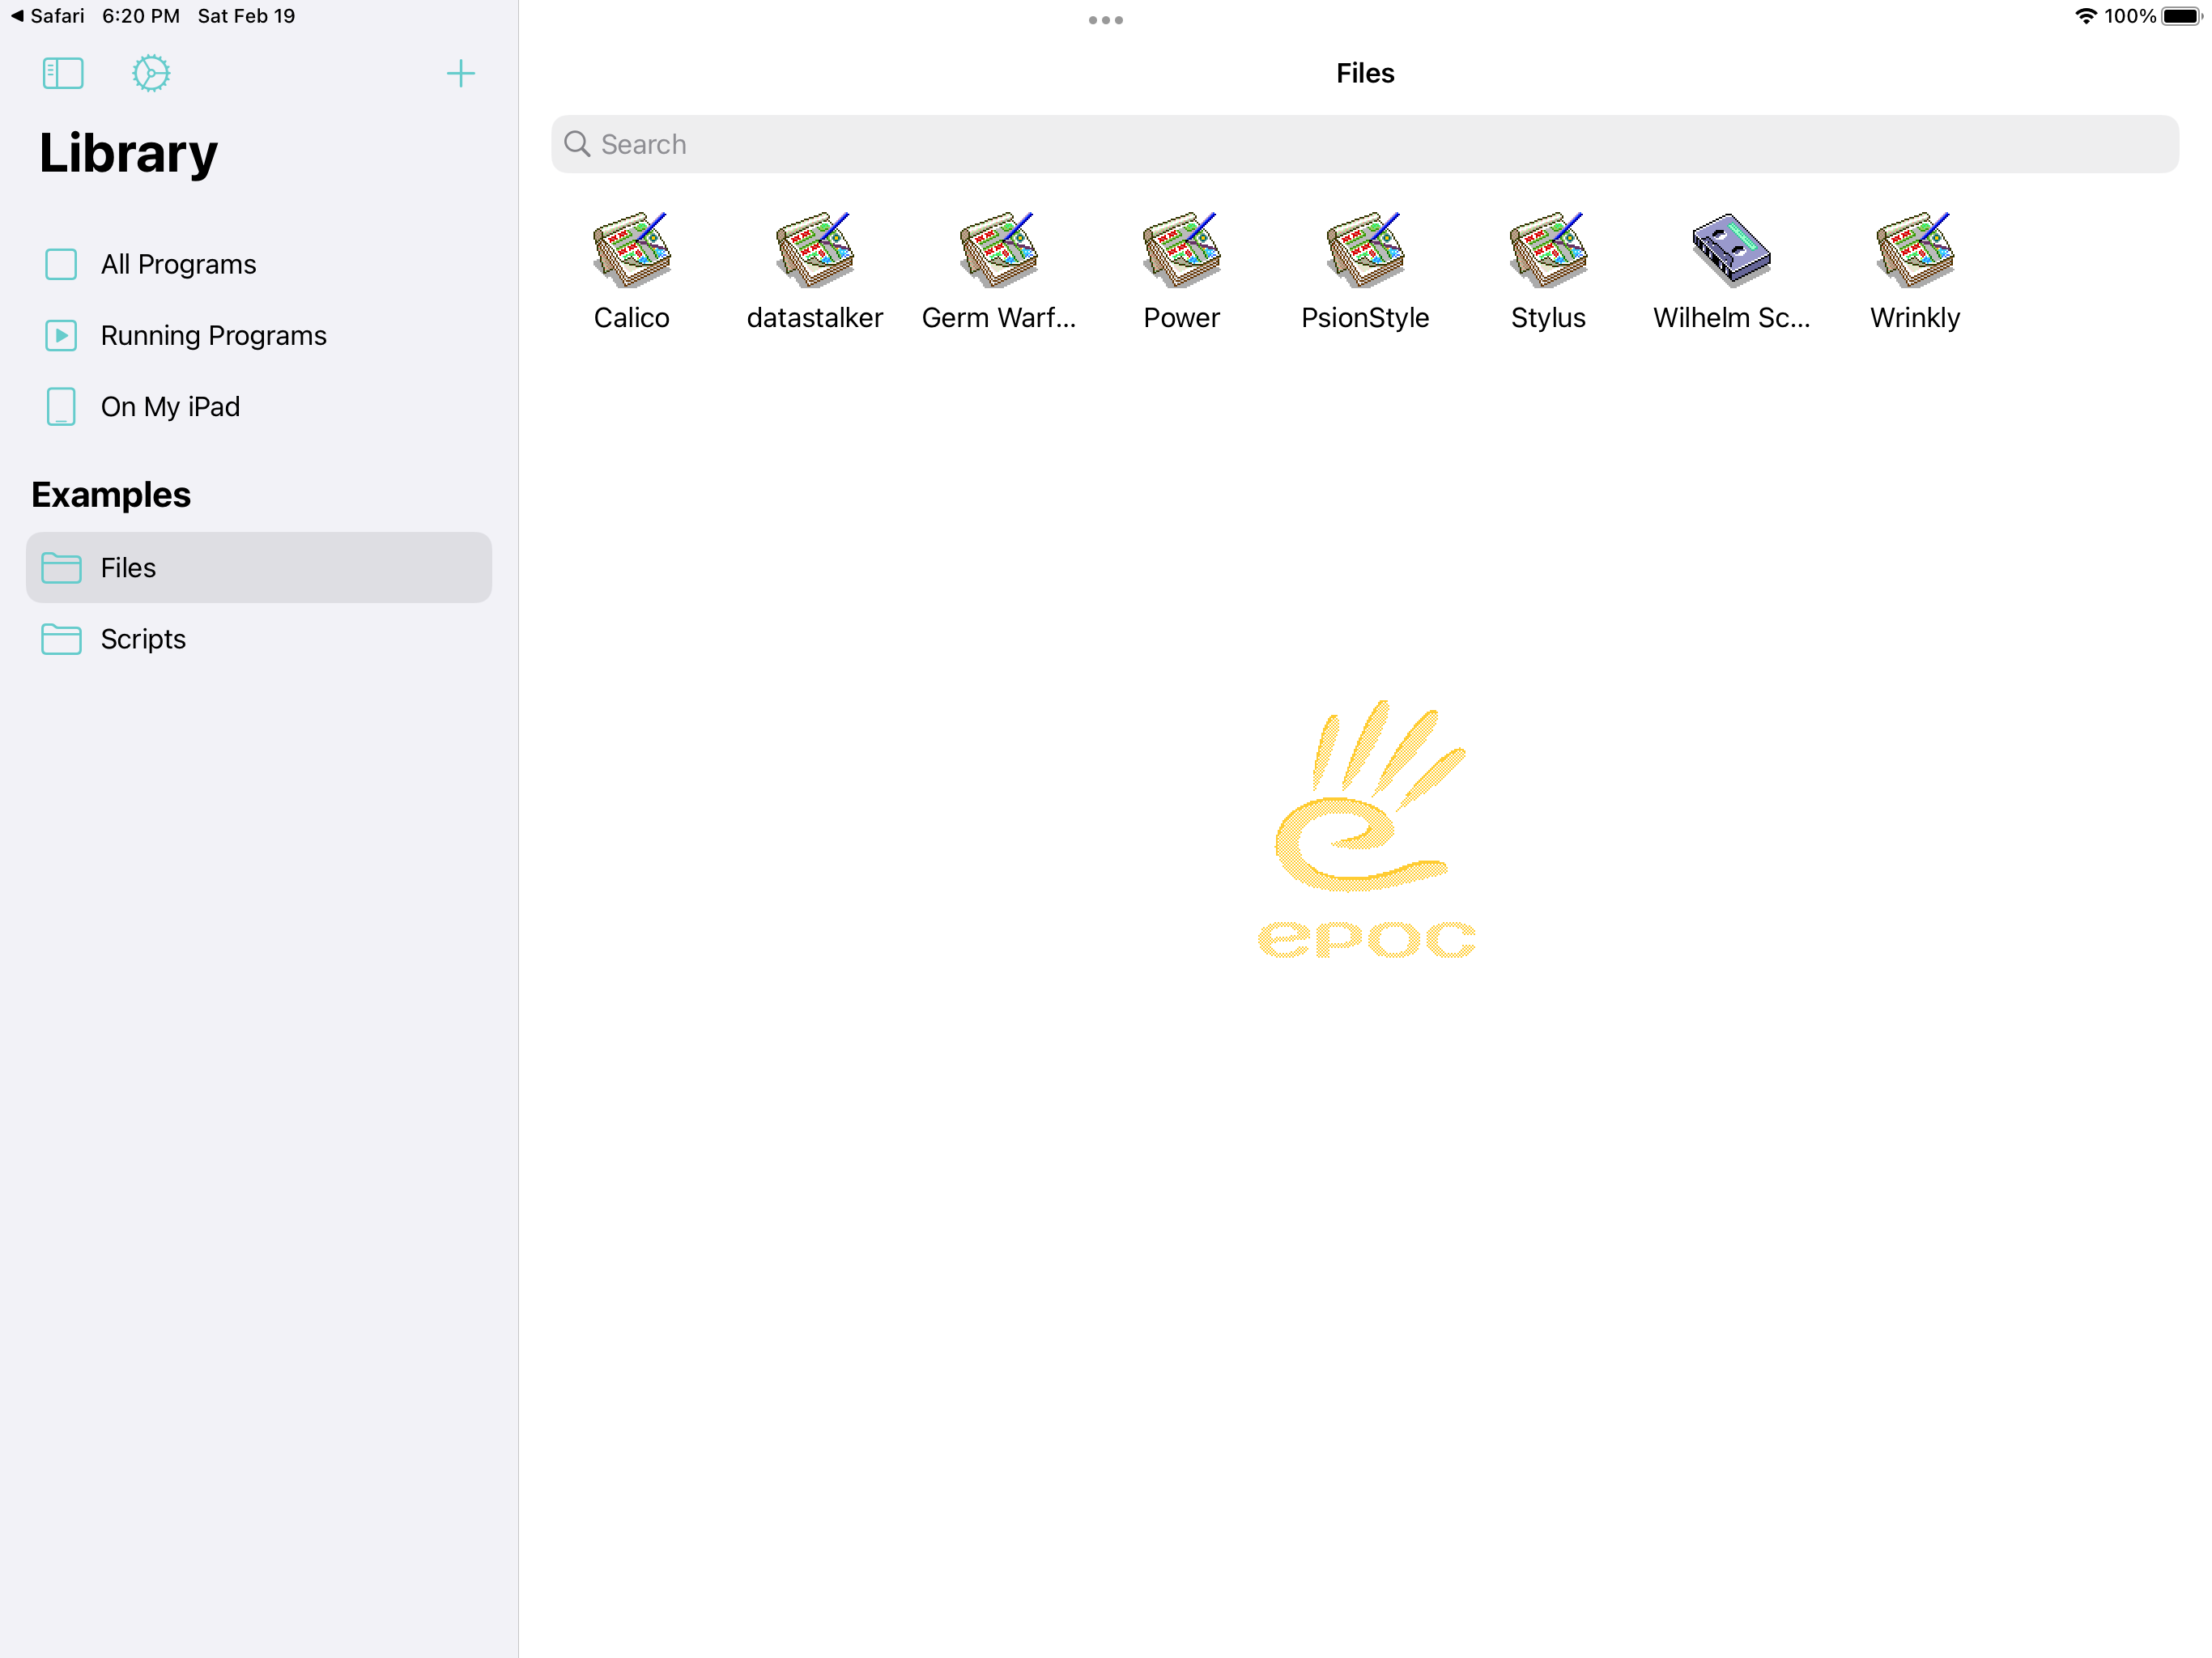 Safari 6:20 PM Sat Feb 19
100%
Library
All Programs
Running Programs
On My iPad
Examples
Files
Scripts
Files
Search
Calico datastalker Germ Warf... Power PsionStyle Stylus Wilhelm Sc... Wrinkly
epoc